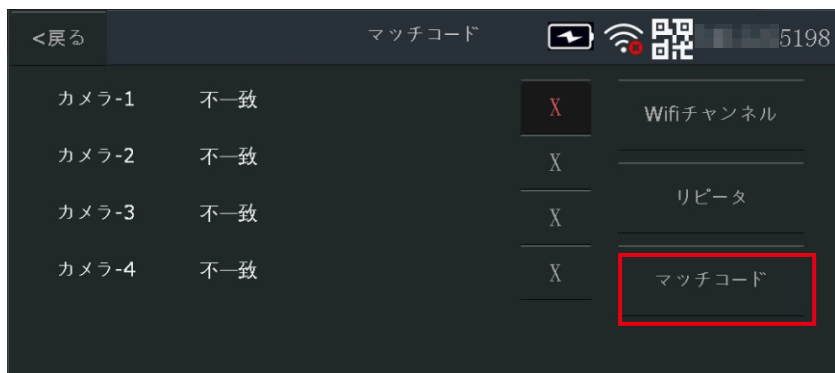 <戻る マッチコード 5198
カメラ-1 不一致 X Wifiチャンネル
カメラ-2 不一致 X
カメラ-3 不一致 X リピータ
カメラ-4 不一致 X マッチコード